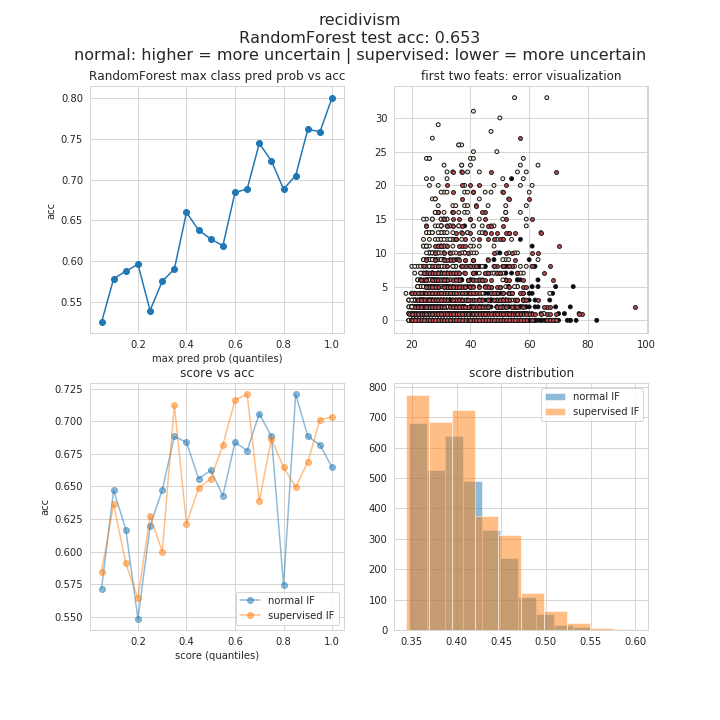 recidivism
RandomForest test acc: 0.653
normal: higher = more uncertain | supervised: lower = more uncertain
RandomForest max class pred prob vs acc
0.80
0.75
0.70
0.65
0.60
0.55
acc
0.2 0.4 0.6 0.8 1.0
max pred prob (quantiles)
first two feats: error visualization
30
25
20
15
10
5
0
20 40 60 80 100
score vs acc
0.725
0.700
0.675
0.650
0.625
0.600
0.575
0.550
acc
normal IF
supervised IF
0.2 0.4 0.6 0.8 1.0
score (quantiles)
score distribution
800
700
600
500
400
300
200
100
0
normal IF
supervised IF
0.35 0.40 0.45 0.50 0.55 0.60